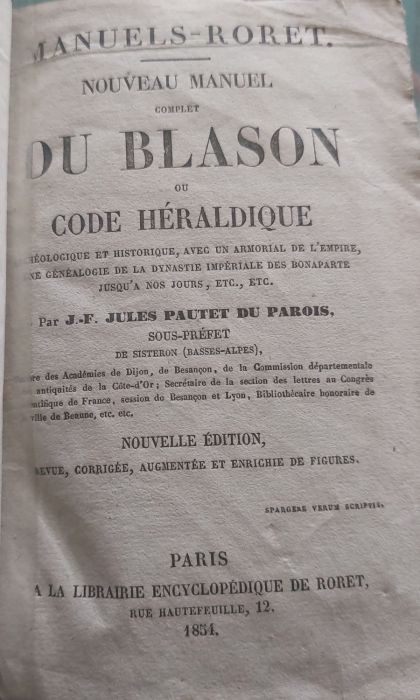 MANUELS-RORET.
NOUVEAU MANUEL
COMPLET
DU BLASON
OU
CODE HÉRALDIQUE
HÉOLOGIQUE ET HISTORIQUE, AVEC UN ARMORIAL DE L'EMPIRE,
NE GÉNÉALOGIE DE LA DYNASTIE IMPÉRIALE DES BONAPARTE
JUSQU'A NOS JOURS, ETC., ETC.
Par J.-F. JULES PAUTET DU PAROIS,
SOUS-PRÉFET
DE SISTERON (BASSES-ALPES),
re des Académies de Dijon, de Besançon, de la Commission départementale
antiquités de la Côte-d'Or; Secrétaire de la section des lettres au Congrès
ntifique de France, session de Besançon et Lyon, Bibliothécaire honoraire de
ville de Beaune, etc. etc.
NOUVELLE ÉDITION,
REVUE, CORRIGÉE, AUGMENTÉE ET ENRICHIE DE FIGURES.
SPARGERE VERUM SCRIPTIS.
PARIS
A LA LIBRAIRIE ENCYCLOPÉDIQUE DE RORET,
RUE HAUTEFEUILLE, 12.
1854.